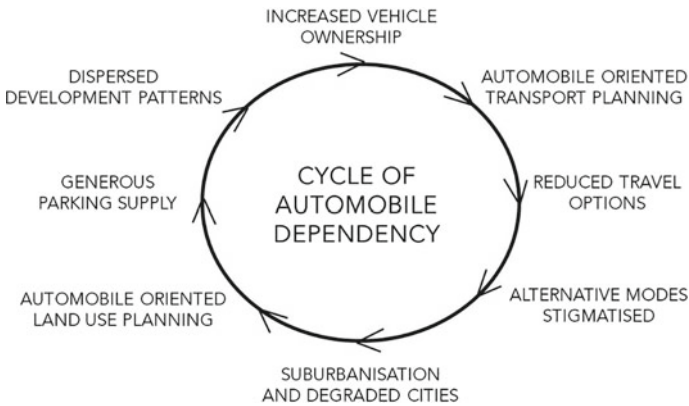 INCREASED VEHICLE
OWNERSHIP
AUTOMOBILE ORIENTED
TRANSPORT PLANNING
REDUCED TRAVEL
OPTIONS
ALTERNATIVE MODES
STIGMATISED
SUBURBANISATION
AND DEGRADED CITIES
AUTOMOBILE ORIENTED
LAND USE PLANNING
GENEROUS
PARKING SUPPLY
DISPERSED
DEVELOPMENT PATTERNS
CYCLE OF
AUTOMOBILE
DEPENDENCY